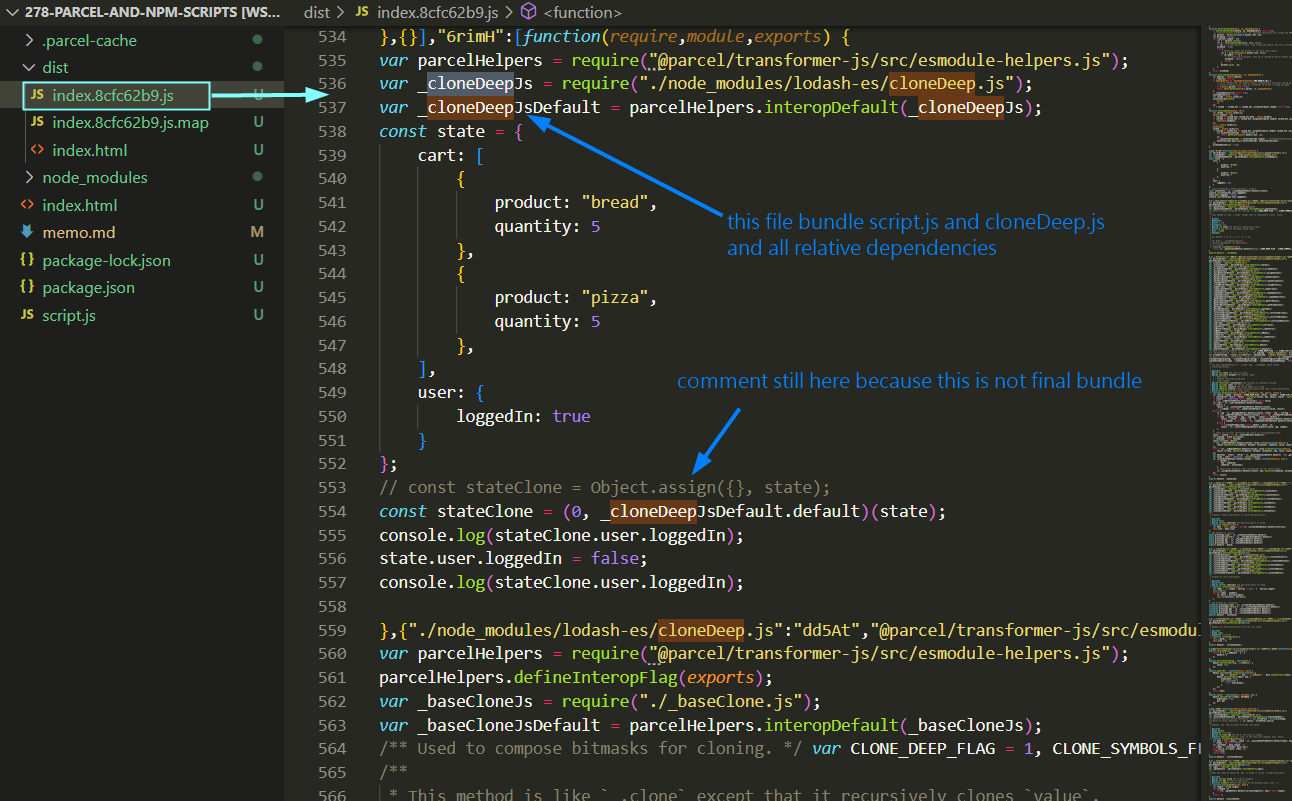 278-PARCEL-AND-NPM-SCRIPTS [WS...
.parcel-cache
dist
JS index.8cfc62b9.js U
JS index.8cfc62b9.js.map U
<> index.html U
node_modules
<> index.html U
memo.md M
{} package-lock.json U
{} package.json U
JS script.js U
dist > JS index.8cfc62b9.js > <function>
534 },{}],"6rimH":[function(require,module,exports) {
535 var parcelHelpers = require("@parcel/transformer-js/src/esmodule-helpers.js");
536 var _cloneDeepJs = require("./node_modules/lodash-es/cloneDeep.js");
537 var _cloneDeepJsDefault = parcelHelpers.interopDefault(_cloneDeepJs);
538 const state = {
539 cart: [
540 {
541 product: "bread",
542 quantity: 5
543 },
544 {
545 product: "pizza",
546 quantity: 5
547 },
548 ],
549 user: {
550 loggedIn: true
551 }
552 };
553 // const stateClone = Object.assign({}, state);
554 const stateClone = (0, _cloneDeepJsDefault.default)(state);
555 console.log(stateClone.user.loggedIn);
556 state.user.loggedIn = false;
557 console.log(stateClone.user.loggedIn);
558
559 },{"./node_modules/lodash-es/cloneDeep.js":"dd5At","@parcel/transformer-js/src/esmodu
560 var parcelHelpers = require("@parcel/transformer-js/src/esmodule-helpers.js");
561 parcelHelpers.defineInteropFlag(exports);
562 var _baseCloneJs = require("./_baseClone.js");
563 var _baseCloneJsDefault = parcelHelpers.interopDefault(_baseCloneJs);
564 /** Used to compose bitmasks for cloning. */ var CLONE_DEEP_FLAG = 1, CLONE_SYMBOLS_FL
565 /**
566 * This method is like `_.clone` except that it recursively clones `value`.
this file bundle script.js and cloneDeep.js
and all relative dependencies
comment still here because this is not final bundle